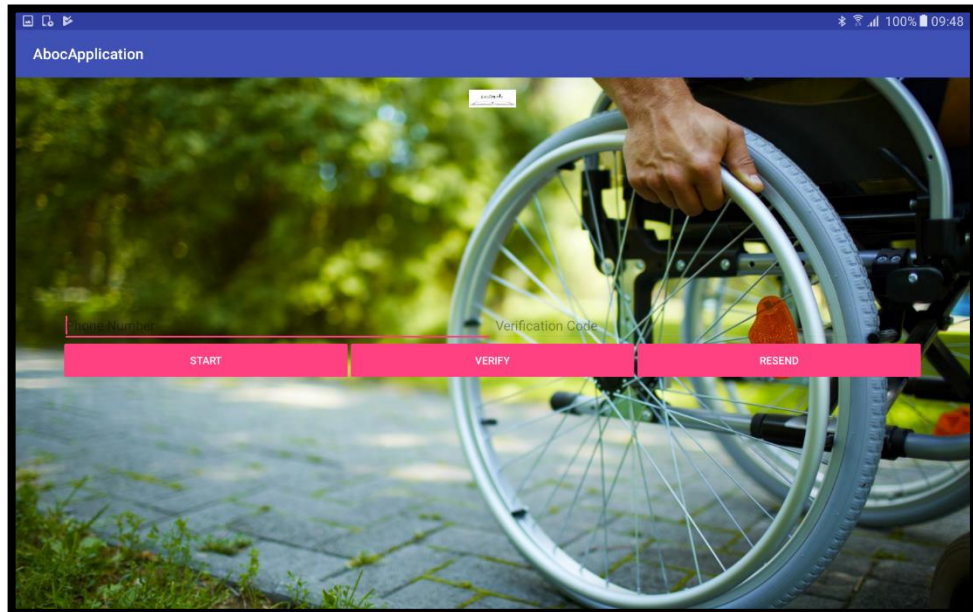 100% 09:48
AbocApplication
Phone Number
Verification Code
START
VERIFY
RESEND